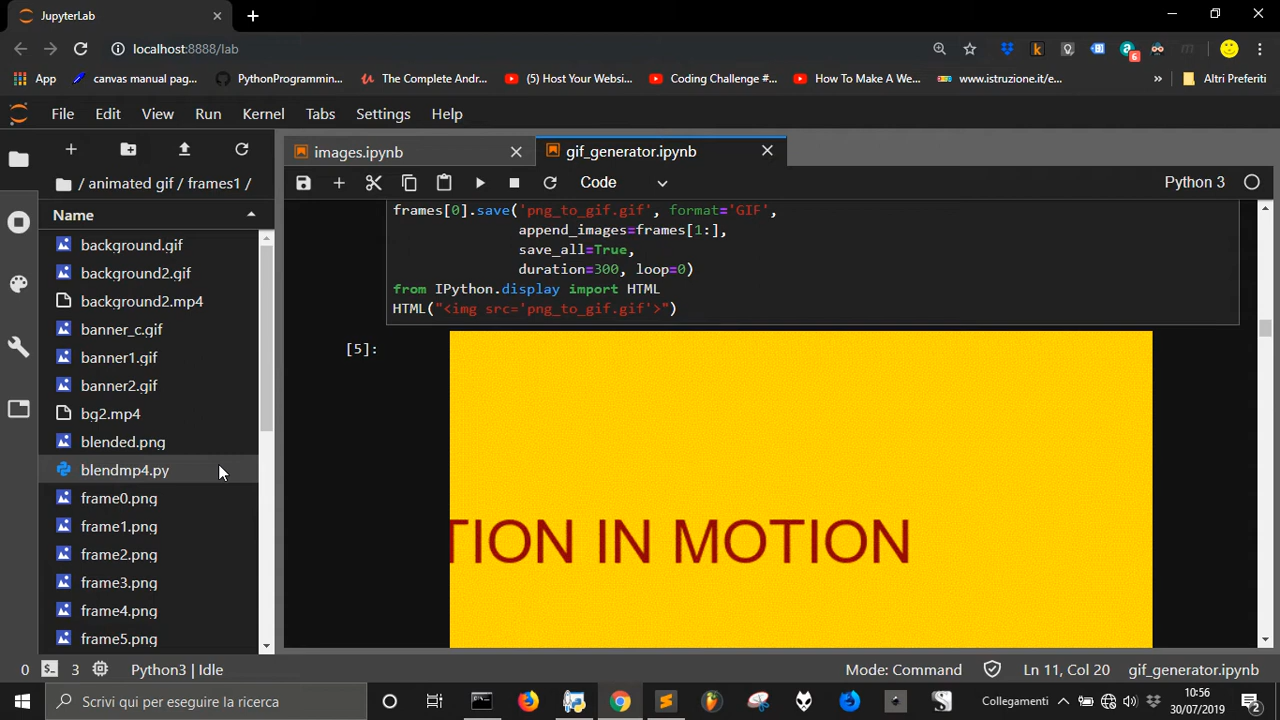 JupyterLab
localhost:8888/lab
6
App
canvas manual pag...
PythonProgrammin...
The Complete Andr...
(5) Host Your Websi...
Coding Challenge #...
How To Make A We...
www.istruzione.it/e...
»
Altri Preferiti
File Edit View Run Kernel Tabs Settings Help
images.ipynb
gif_generator.ipynb
/ animated gif / frames1 /
Code
Python 3
Name
background.gif
background2.gif
background2.mp4
banner_c.gif
banner1.gif
banner2.gif
bg2.mp4
blended.png
blendmp4.py
frame0.png
frame1.png
frame2.png
frame3.png
frame4.png
frame5.png
frames[0].save('png_to_gif.gif', format='GIF',
append_images=frames[1:],
save_all=True,
duration=300, loop=0)
from IPython.display import HTML
HTML("<img src='png_to_gif.gif'>")
[5]:
TION IN MOTION
0
3
Python3 | Idle
Mode: Command
Ln 11, Col 20
gif_generator.ipynb
Scrivi qui per eseguire la ricerca
Collegamenti
»
0:56
30/07/2019
2